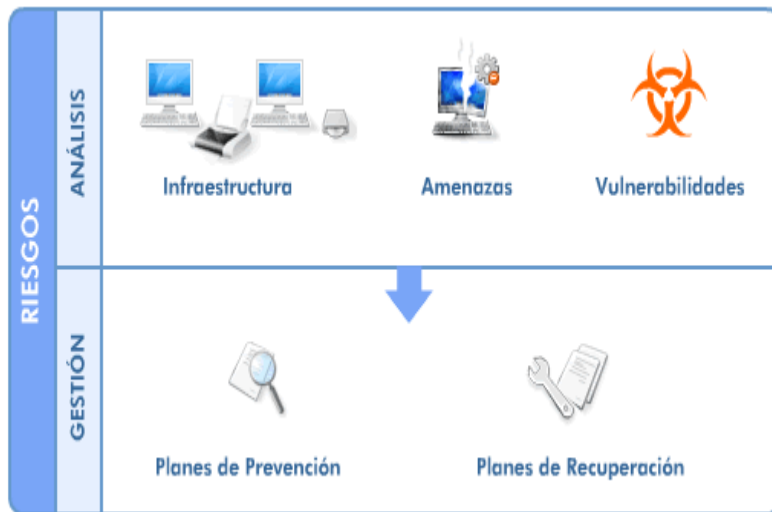 RIESGOS
ANÁLISIS
Infraestructura
Amenazas
Vulnerabilidades
GESTIÓN
Planes de Prevención
Planes de Recuperación